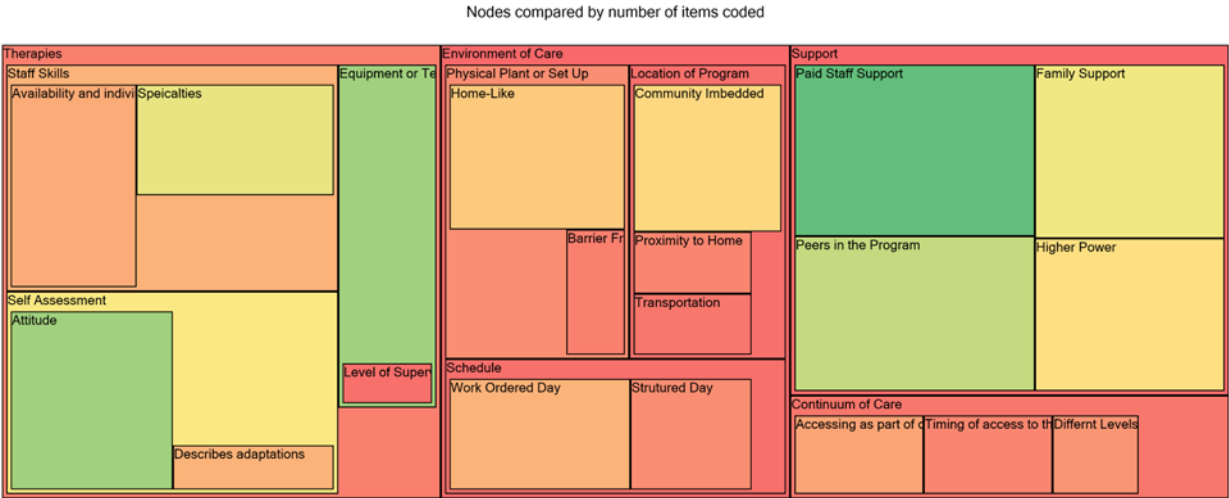 Nodes compared by number of items coded
Therapies
Staff Skills
Availability and indivi
Speicalties
Equipment or Te
Level of Super
Self Assessment
Attitude
Describes adaptations
Environment of Care
Physical Plant or Set Up
Home-Like
Barrier Fr
Location of Program
Community Imbedded
Proximity to Home
Transportation
Schedule
Work Ordered Day
Strutured Day
Support
Paid Staff Support
Family Support
Peers in the Program
Higher Power
Continuum of Care
Accessing as part of c
Timing of access to th
Differnt Levels